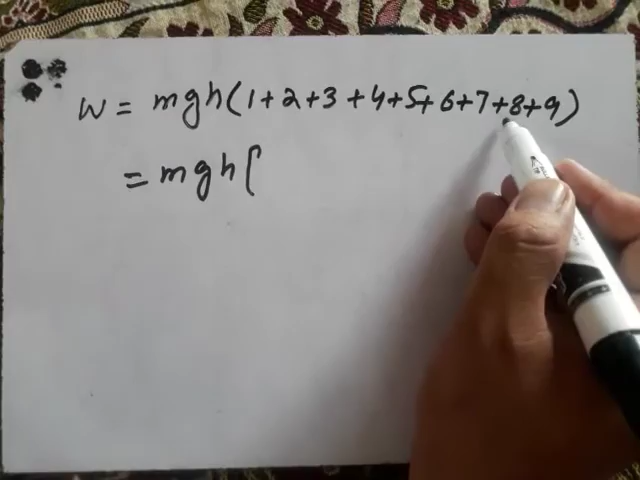 W = mgh(1+2+3+4+5+6+7+8+9)
= mgh[